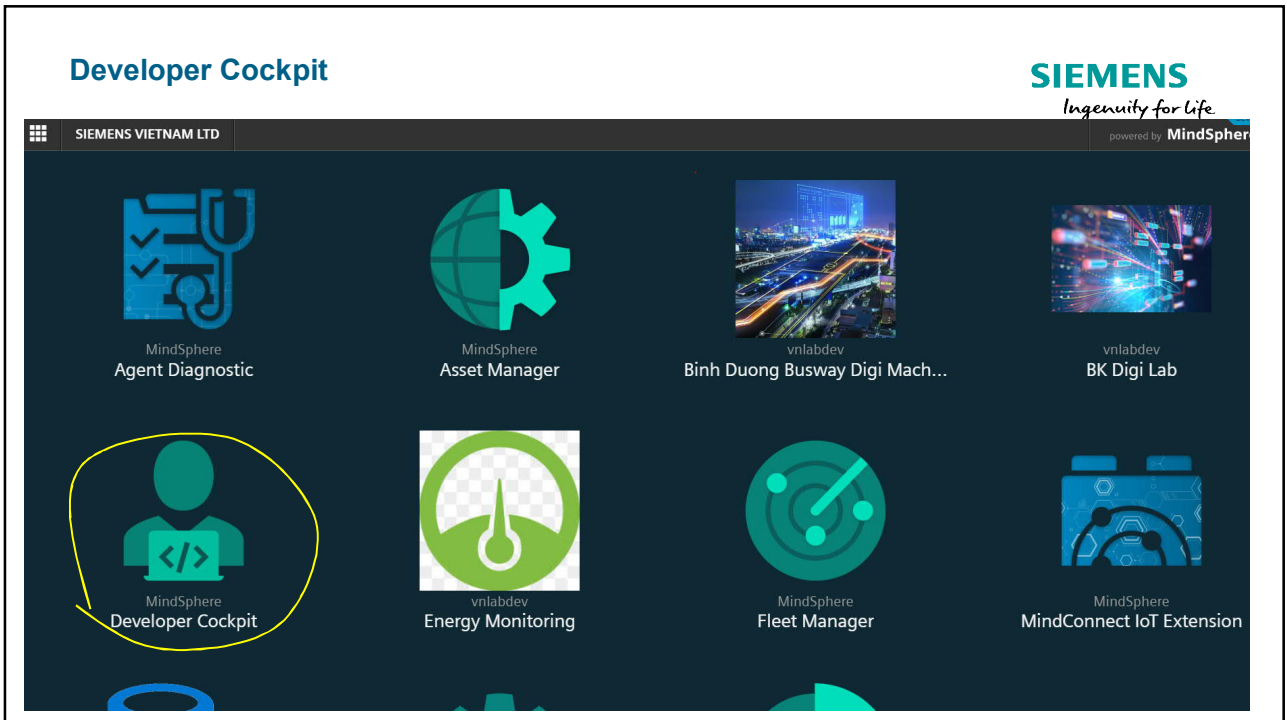 Developer Cockpit
SIEMENS
Ingenuity for life
SIEMENS VIETNAM LTD
powered by MindSphere
MindSphere
Agent Diagnostic
MindSphere
Asset Manager
vnlabdev
Binh Duong Busway Digi Mach...
vnlabdev
BK Digi Lab
</>
MindSphere
Developer Cockpit
vnlabdev
Energy Monitoring
MindSphere
Fleet Manager
MindSphere
MindConnect IoT Extension